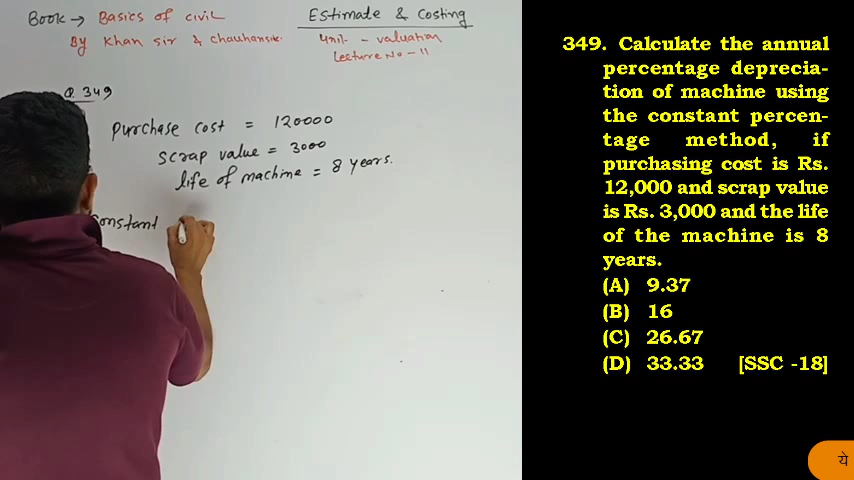 Book → Basics of civil
By Khan sir & Chauhan sir.
Estimate & Costing
Unit - valuation
Lecture No - 11
Q. 349
Purchase cost = 120000
scrap value = 3000
life of machine = 8 years.
Constant
349. Calculate the annual
percentage deprecia-
tion of machine using
the constant percen-
tage method, if
purchasing cost is Rs.
12,000 and scrap value
is Rs. 3,000 and the life
of the machine is 8
years.
(A) 9.37
(B) 16
(C) 26.67
(D) 33.33 [SSC -18]
ये